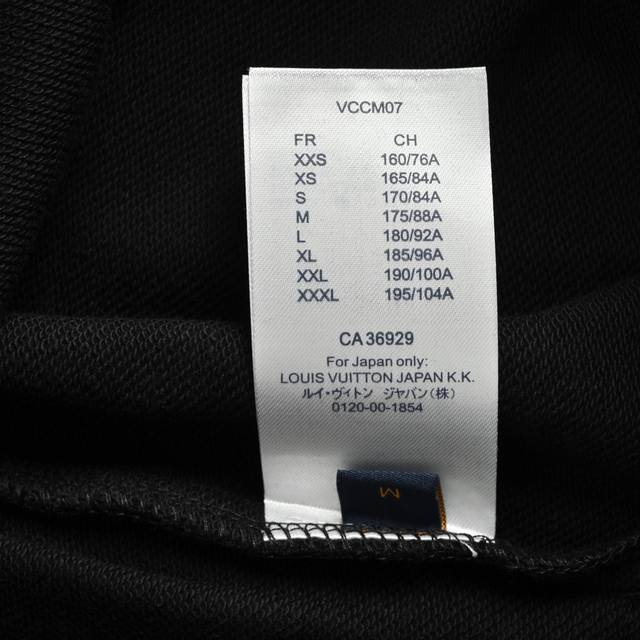 VCCM07
FR CH
XXS 160/76A
XS 165/84A
S 170/84A
M 175/88A
L 180/92A
XL 185/96A
XXL 190/100A
XXXL 195/104A
CA 36929
For Japan only:
LOUIS VUITTON JAPAN K.K.
ルイ・ヴィトン ジャパン(株)
0120-00-1854
M